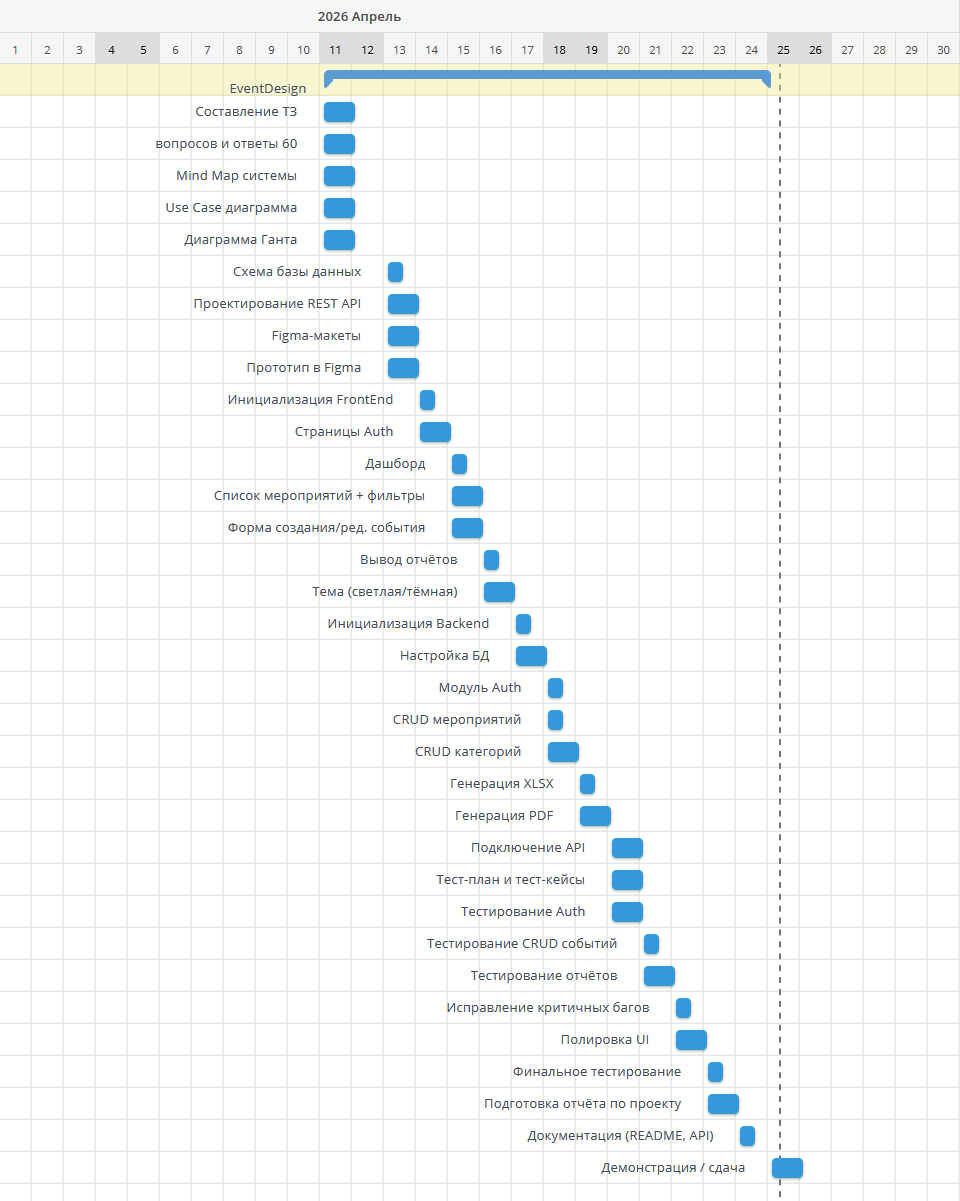 2026 Апрель
1 2 3 4 5 6 7 8 9 10 11 12 13 14 15 16 17 18 19 20 21 22 23 24 25 26 27 28 29 30
EventDesign
Составление ТЗ
вопросов и ответы 60
Mind Map системы
Use Case диаграмма
Диаграмма Ганта
Схема базы данных
Проектирование REST API
Figma-макеты
Прототип в Figma
Инициализация FrontEnd
Страницы Auth
Дашборд
Список мероприятий + фильтры
Форма создания/ред. события
Вывод отчётов
Тема (светлая/тёмная)
Инициализация Backend
Настройка БД
Модуль Auth
CRUD мероприятий
CRUD категорий
Генерация XLSX
Генерация PDF
Подключение API
Тест-план и тест-кейсы
Тестирование Auth
Тестирование CRUD событий
Тестирование отчётов
Исправление критичных багов
Полировка UI
Финальное тестирование
Подготовка отчёта по проекту
Документация (README, API)
Демонстрация / сдача